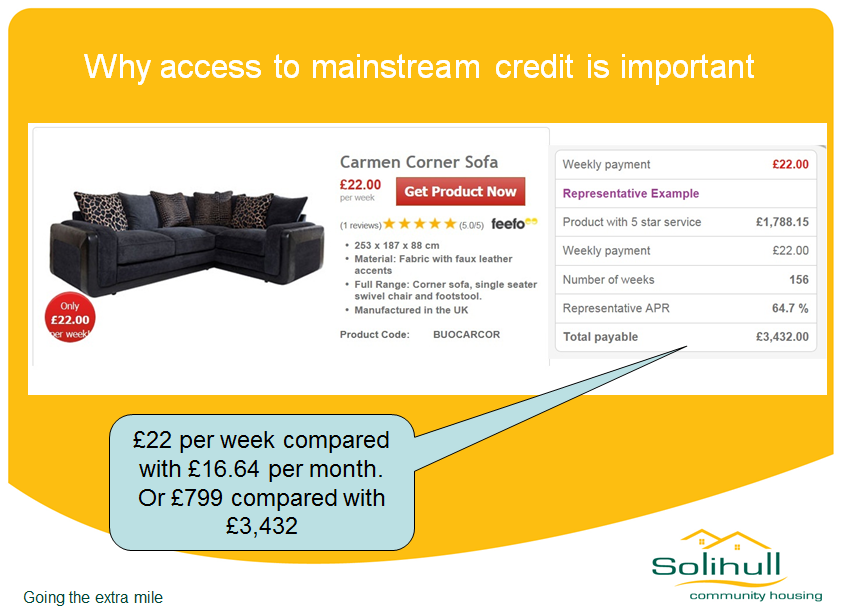 Why access to mainstream credit is important
Carmen Corner Sofa
£22.00
per week
Get Product Now
(1 reviews)
(5.0/5)
feefo
• 253 x 187 x 88 cm
• Material: Fabric with faux leather
accents
• Full Range: Corner sofa, single seater
swivel chair and footstool.
• Manufactured in the UK
Product Code: BUOCARCOR
Only
£22.00
per week
Weekly payment £22.00
Representative Example
Product with 5 star service £1,788.15
Weekly payment £22.00
Number of weeks 156
Representative APR 64.7 %
Total payable £3,432.00
£22 per week compared
with £16.64 per month.
Or £799 compared with
£3,432
Solihull
community housing
Going the extra mile